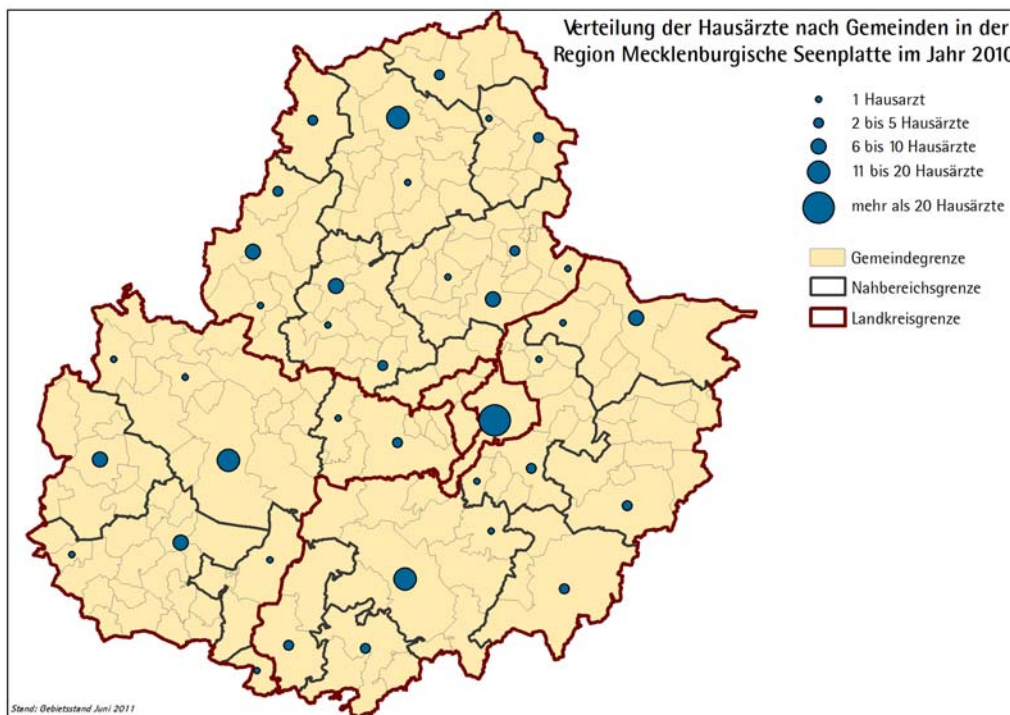 Verteilung der Hausärzte nach Gemeinden in der
Region Mecklenburgische Seenplatte im Jahr 2010
1 Hausarzt
2 bis 5 Hausärzte
6 bis 10 Hausärzte
11 bis 20 Hausärzte
mehr als 20 Hausärzte
Gemeindegrenze
Nahbereichsgrenze
Landkreisgrenze
Stand: Gebietsstand Juni 2011